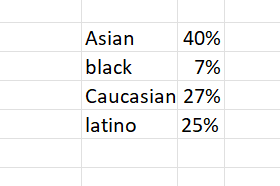 Asian 40%
black 7%
Caucasian 27%
latino 25%